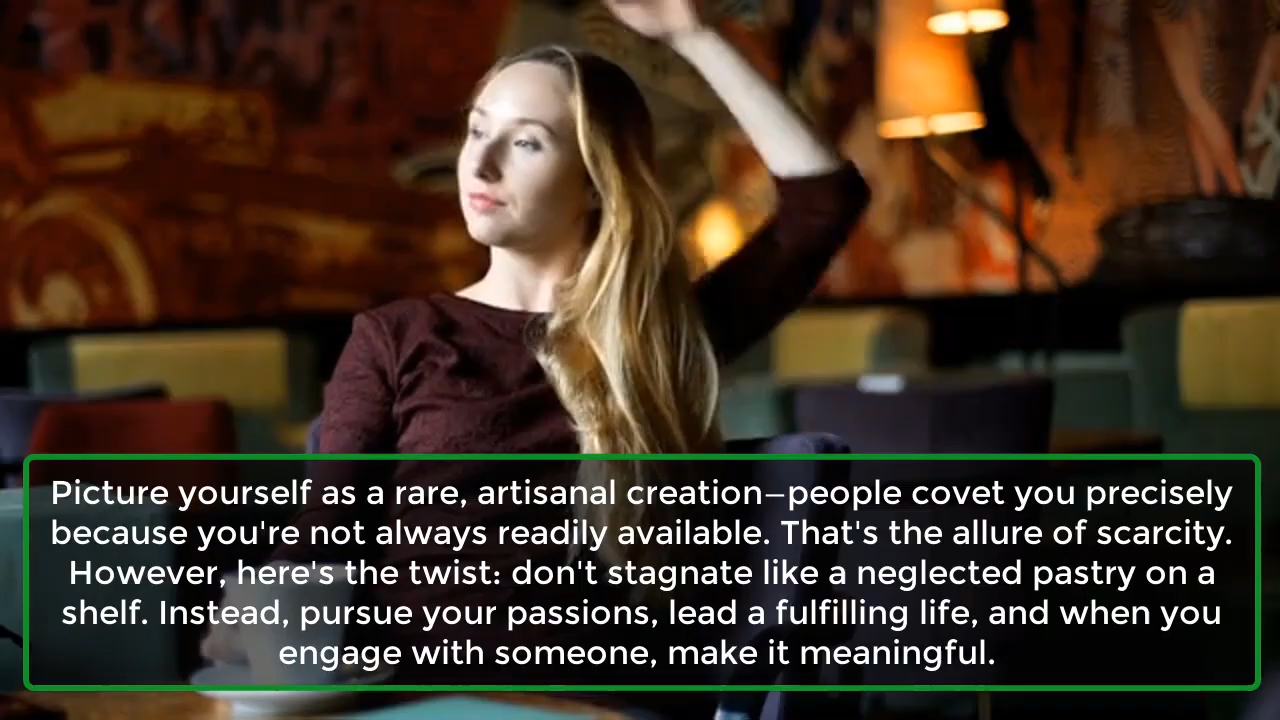 Picture yourself as a rare, artisanal creation—people covet you precisely
because you're not always readily available. That's the allure of scarcity.
However, here's the twist: don't stagnate like a neglected pastry on a
shelf. Instead, pursue your passions, lead a fulfilling life, and when you
engage with someone, make it meaningful.